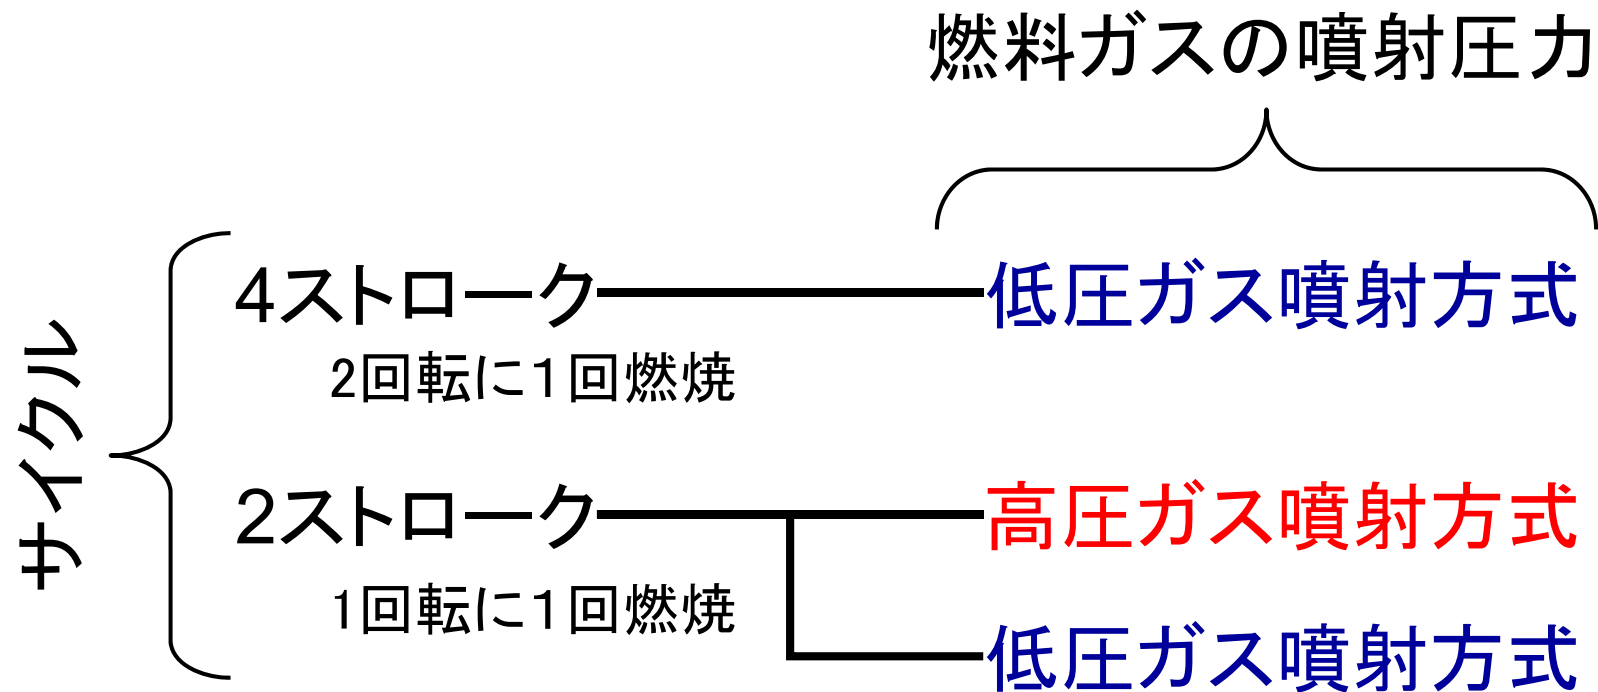 燃料ガスの噴射圧力
サイクル
4ストローク
低圧ガス噴射方式
2回転に1回燃焼
2ストローク
高圧ガス噴射方式
1回転に1回燃焼
低圧ガス噴射方式